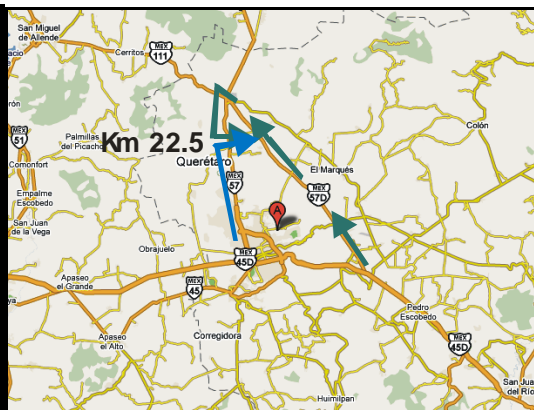 San Miguel
de Allende
Cerritos
MEX
111
MEX
51
Palmillas
del Picacho
Km 22.5
Querétaro
Colón
Comonfort
El Marqués
MEX
57
MEX
57D
Empalme
Escobedo
A
San Juan
de la Vega
Obrajuelo
MEX
45D
Apaseo
el Grande
MEX
45
Pedro
Escobedo
Apaseo
el Alto
Corregidora
MEX
45D
San Jua
del Río
Huimilpan